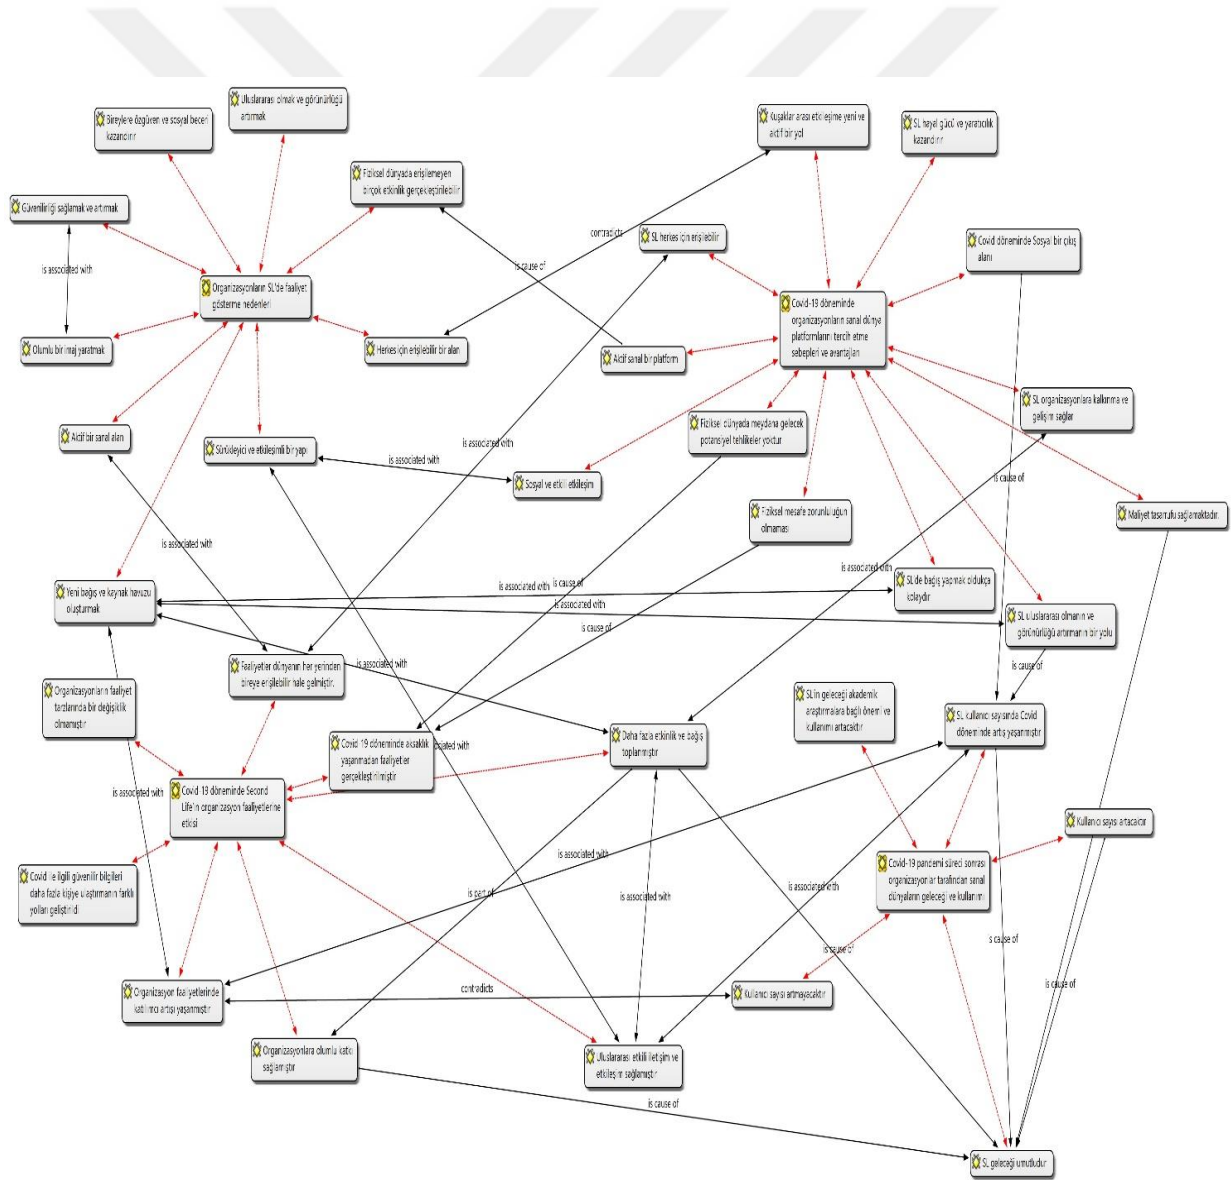 Bireylere özgüven ve sosyal beceri
kazandırır
Uluslararası olmak ve görünürlüğü
artırmak
Kuşaklar arası etkileşime yeni ve
aktif bir yol
SL hayal gücü ve yaratıcılık
kazandırır
Fiziksel dünyada erişilemeyen
birçok etkinlik gerçekleştirilebilir
Güvenilirliği sağlamak ve artırmak
contradicts
SL herkes için erişilebilir
Covid döneminde Sosyal bir çıkış
alanı
is associated with
is cause of
Organizasyonların SL'de faaliyet
gösterme nedenleri
Covid-19 döneminde
organizasyonların sanal dünya
platformlarını tercih etme
sebepleri ve avantajları
Olumlu bir imaj yaratmak
Herkes için erişilebilir bir alan
Aktif sanal bir platform
SL organizasyonlara kalkınma ve
gelişim sağlar
Aktif bir sanal alan
Sürükleyici ve etkileşimli bir yapı
Fiziksel dünyada meydana gelecek
potansiyel tehlikeler yoktur
is associated with
is associated with
Sosyal ve etkili etkileşim
is cause of
Fiziksel mesafe zorunluluğun
olmaması
Maliyet tasarrufu sağlamaktadır.
is associated with
is associated with
Yeni bağış ve kaynak havuzu
oluşturmak
is associated with
is cause of
SL'de bağış yapmak oldukça
kolaydır
is associated with
SL uluslararası olmanın ve
görünürlüğü artırmanın bir yolu
is cause of
Faaliyetler dünyanın her yerinden
bireye erişilebilir hale gelmiştir.
is associated with
is cause of
Organizasyonların faaliyet
tarzlarında bir değişiklik
olmamıştır
SL'in geleceği akademik
araştırmalara bağlı önemi ve
kullanımı artacaktır
SL kullanıcı sayısında Covid
döneminde artış yaşanmıştır
Covid-19 döneminde aksaklık
yaşanmadan faaliyetler
gerçekleştirilmiştir
Daha fazla etkinlik ve bağış
toplanmıştır
ociated with
is associated with
Covid-19 döneminde Second
Life'ın organizasyon faaliyetlerine
etkisi
Kullanıcı sayısı artacaktır
Covid ile ilgili güvenilir bilgileri
daha fazla kişiye ulaştırmanın farklı
yolları geliştirildi
is associated with
Covid-19 pandemi süreci sonrası
organizasyonlar tarafından sanal
dünyaların geleceği ve kullanımı
is part of
is associated with
is associated with
s cause of
is cause of
Organizasyon faaliyetlerinde
katılımcı artışı yaşanmıştır
contradicts
Kullanıcı sayısı artmayacaktır
is cause of
Organizasyonlara olumlu katkı
sağlamıştır
Uluslararası etkili iletişim ve
etkileşim sağlamıştır
is cause of
SL geleceği umutludur